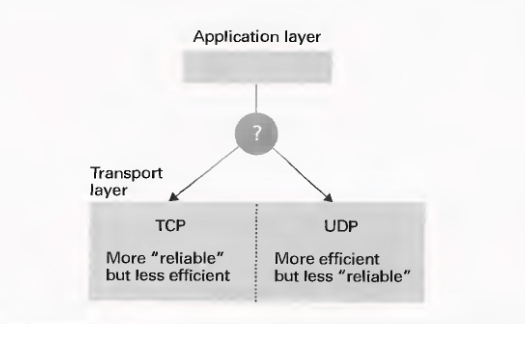 Application layer
?
Transport
layer
TCP
More "reliable"
but less efficient
UDP
More efficient
but less "reliable"